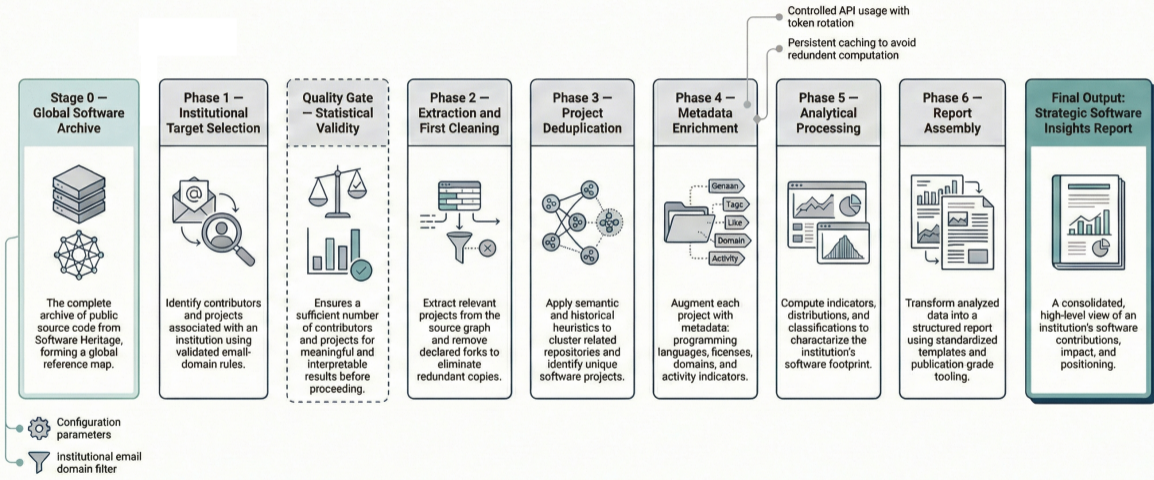 Controlled API usage with
token rotation
Persistent caching to avoid
redundent computation
Stage 0 —
Global Software
Archive
The complete
archive of public
source code from
Software Heritage,
forming a global
reference map.
Configuration
parameters
institutional email
domain filter
Phase 1 —
Institutional
Target Selection
@
Identify contributors
and projects
associated with an
institution using
validated email-
domain rules.
Quality Gate
— Statistical
Validity
Ensures a
sufficient number
of contributors
and projects for
meaningful and
interpretable
results before
proceeding.
Phase 2 —
Extraction and
First Cleaning
Extract relevant
projects from the
source graph
and remove
declared forks to
eliminate
redundant copies.
Phase 3 —
Project
Deduplication
Apply semantic
and historical
heuristics to
cluster related
repositories and
identify unique
software projects.
Phase 4 —
Metadata
Enrichment
Genaan
Tagc
Like
Domain
Activity
Augment each
project with
metadata:
programming
languages, ficenses,
domains, and
activity indicators.
Phase 5 —
Analytical
Processing
Compute indicators,
distributions, and
classifications to
charactarize the
institution's
software footprint.
Phase 6 —
Report
Assembly
Transform analyzed
data into a
structured report
using standardized
templates and
publication grade
tooling.
Final Output:
Strategic Software
Insights Report
A consolidated,
high-level view of an
institution's software
contributions,
impact, and
positioning.